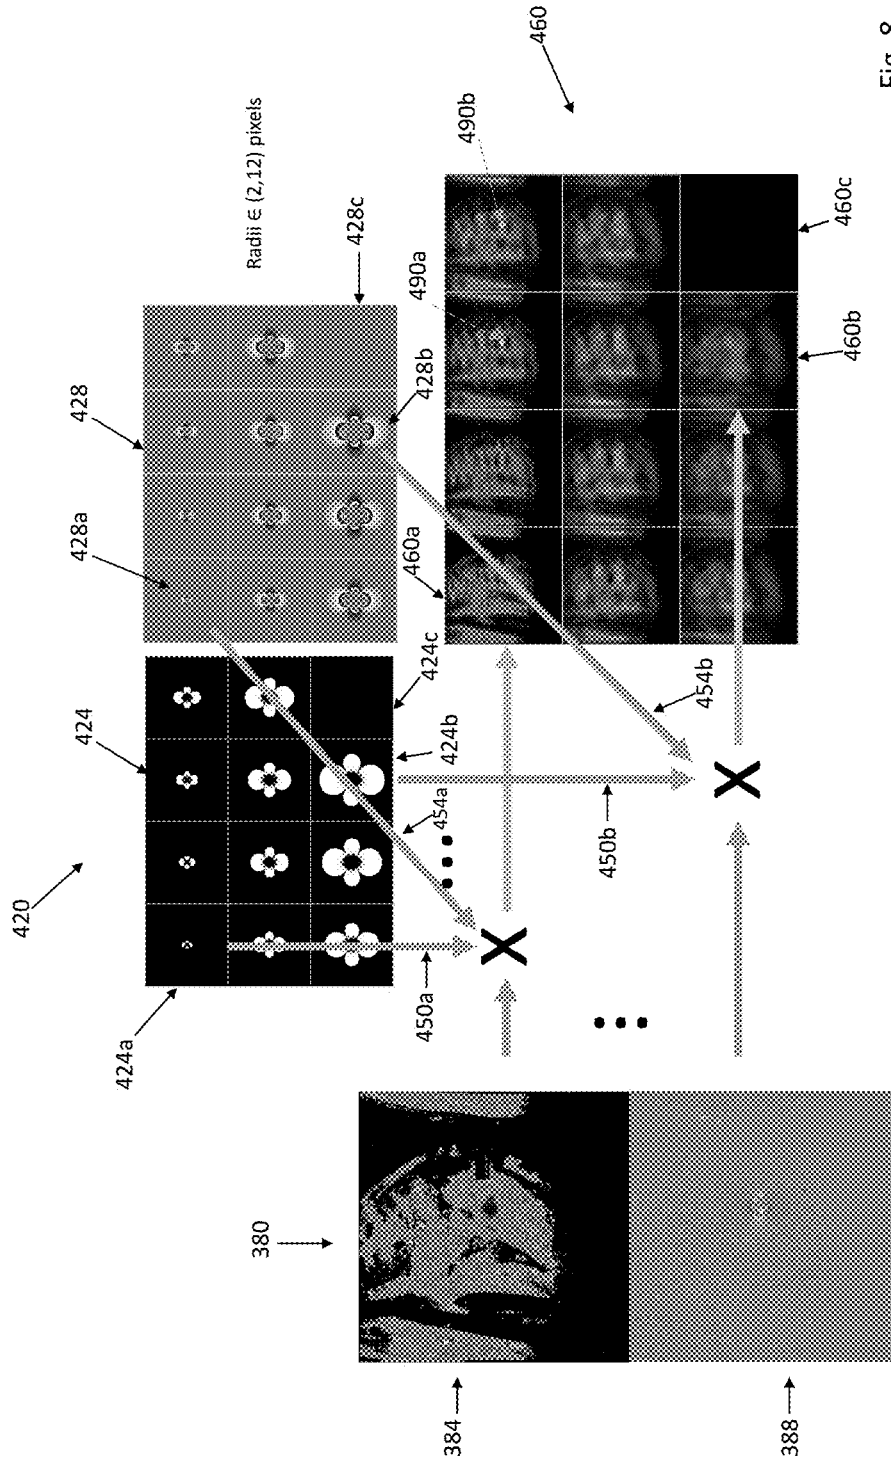 420
424
424a
424c
424b
428
428a
428c
428b
Radii ∈ (2,12) pixels
454a
450a
X
450b
454b
X
380
384
388
460
460a
490a
490b
460b
460c
Fig. 8